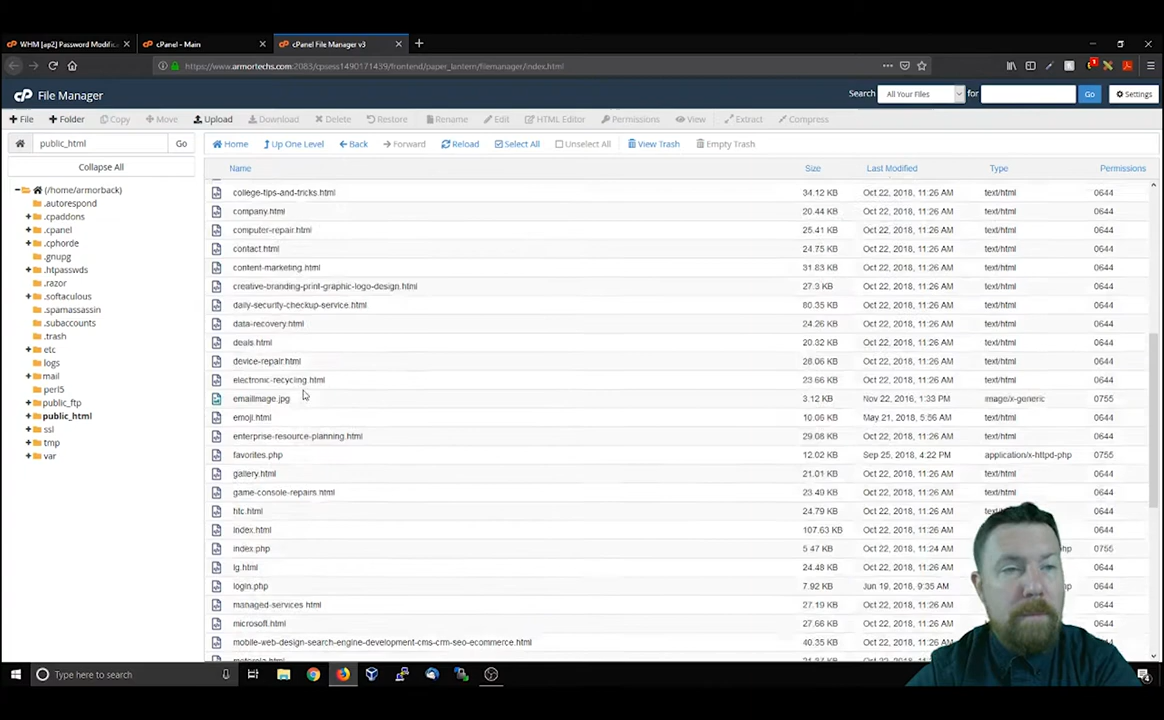 WHM [ap2] Password Modific
cPanel - Main
cPanel File Manager v3
https://www.armortechs.com:2083/cpsess1490171439/frontend/paper_lantern/filemanager/index.html
cP File Manager
Search All Your Files for Go Settings
File Folder Copy Move Upload Download Delete Restore Rename Edit HTML Editor Permissions View Extract Compress
public_html Go
Home Up One Level Back Forward Reload Select All Unselect All View Trash Empty Trash
Collapse All
(/home/armorback)
.autorespond
.cpaddons
.cpanel
.cphorde
.gnupg
.htpasswds
.razor
.softaculous
.spamassassin
.subaccounts
.trash
etc
logs
mail
perl5
public_ftp
public_html
ssl
tmp
var
Name Size Last Modified Type Permissions
college-tips-and-tricks.html 34.12 KB Oct 22, 2018, 11:26 AM text/html 0644
company.html 20.44 KB Oct 22, 2018, 11:26 AM text/html 0644
computer-repair.html 25.41 KB Oct 22, 2018, 11:26 AM text/html 0644
contact.html 24.75 KB Oct 22, 2018, 11:26 AM text/html 0644
content-marketing.html 31.83 KB Oct 22, 2018, 11:26 AM text/html 0644
creative-branding-print-graphic-logo-design.html 27.3 KB Oct 22, 2018, 11:26 AM text/html 0644
daily-security-checkup-service.html 80.35 KB Oct 22, 2018, 11:26 AM text/html 0644
data-recovery.html 24.26 KB Oct 22, 2018, 11:26 AM text/html 0644
deals.html 20.32 KB Oct 22, 2018, 11:26 AM text/html 0644
device-repair.html 28.06 KB Oct 22, 2018, 11:26 AM text/html 0644
electronic-recycling.html 23.66 KB Oct 22, 2018, 11:26 AM text/html 0644
emailimage.jpg 3.12 KB Nov 22, 2016, 1:33 PM image/x-generic 0755
emoji.html 10.06 KB May 21, 2018, 5:56 AM text/html 0644
enterprise-resource-planning.html 29.08 KB Oct 22, 2018, 11:26 AM text/html 0644
favorites.php 12.02 KB Sep 25, 2018, 4:22 PM application/x-httpd-php 0755
gallery.html 21.01 KB Oct 22, 2018, 11:26 AM text/html 0644
game-console-repairs.html 23.49 KB Oct 22, 2018, 11:26 AM text/html 0644
htc.html 24.79 KB Oct 22, 2018, 11:26 AM 0644
index.html 107.63 KB Oct 22, 2018, 11:26 AM 0644
index.php 5.47 KB Oct 22, 2018, 11:24 AM 0755
lg.html 24.48 KB Oct 22, 2018, 11:26 AM 0644
login.php 7.92 KB Jun 19, 2018, 9:35 AM 0644
managed-services.html 27.19 KB Oct 22, 2018, 11:26 AM 0644
microsoft.html 27.66 KB Oct 22, 2018, 11:26 AM 0644
mobile-web-design-search-engine-development-cms-crm-seo-ecommerce.html 40.35 KB Oct 22, 2018, 11:26 AM 0644
Type here to search